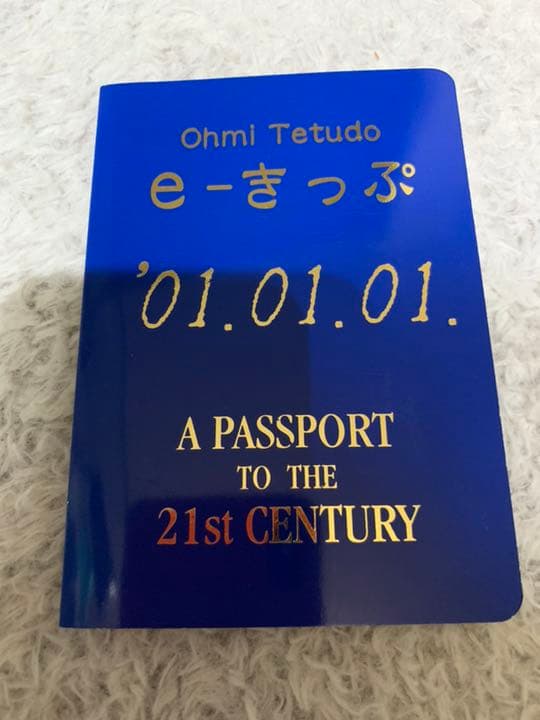 Ohmi Tetudo
e-きっぷ
'01.01.01.
A PASSPORT
TO THE
21st CENTURY